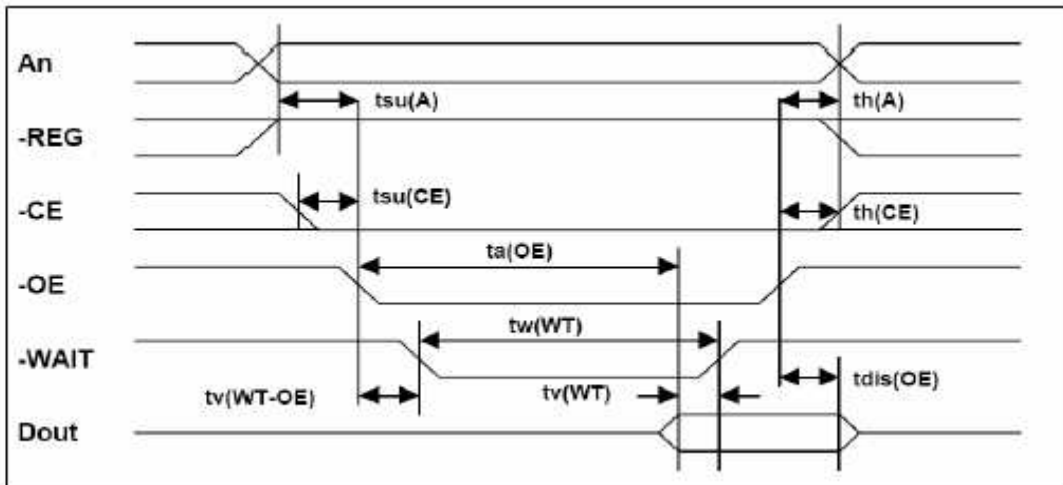 An
tsu(A) th(A)
-REG
tsu(CE)
-CE th(CE)
ta(OE)
-OE
tw(WT)
-WAIT
tv(WT-OE) tv(WT) tdis(OE)
Dout